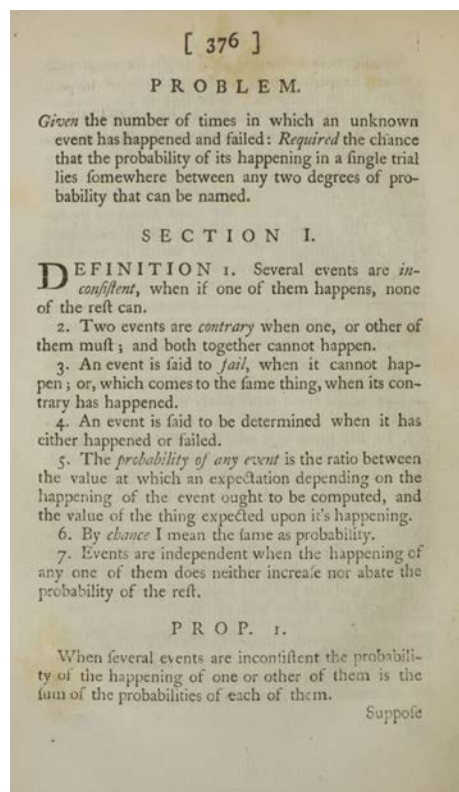 [ 376 ]
PROBLEM.
Given the number of times in which an unknown
event has happened and failed: Required the chance
that the probability of its happening in a ſingle trial
lies ſomewhere between any two degrees of pro-
bability that can be named.
SECTION I.
DEFINITION 1. Several events are in-
conſiſtent, when if one of them happens, none
of the reſt can.
2. Two events are contrary when one, or other of
them muſt; and both together cannot happen.
3. An event is ſaid to fail, when it cannot hap-
pen; or, which comes to the ſame thing, when its con-
trary has happened.
4. An event is ſaid to be determined when it has
either happened or failed.
5. The probability of any event is the ratio between
the value at which an expectation depending on the
happening of the event ought to be computed, and
the value of the thing expected upon it's happening.
6. By chance I mean the ſame as probability.
7. Events are independent when the happening of
any one of them does neither increaſe nor abate the
probability of the reſt.
PROP. 1.
When ſeveral events are inconſiſtent the probabili-
ty of the happening of one or other of them is the
ſum of the probabilities of each of them.
Suppoſe